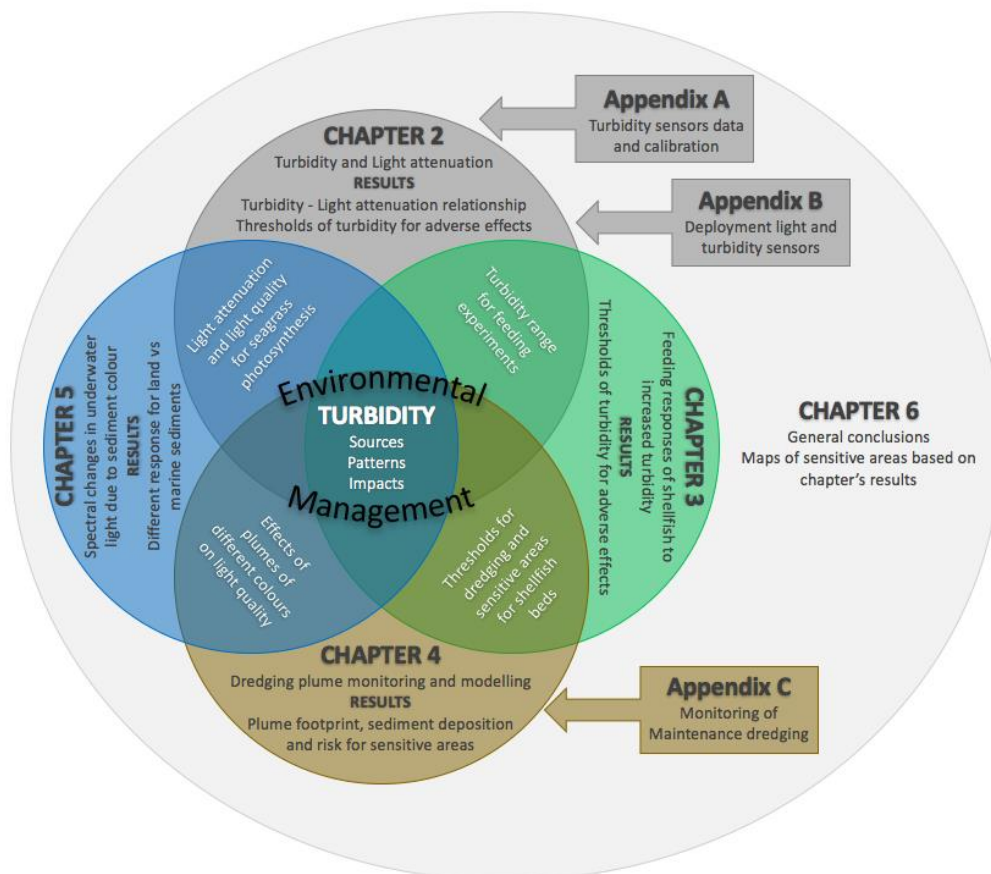 Appendix A
Turbidity sensors data
and calibration
CHAPTER 2
Turbidity and Light attenuation
RESULTS
Turbidity - Light attenuation relationship
Thresholds of turbidity for adverse effects
Appendix B
Deployment light and
turbidity sensors
Light attenuation
and light quality
for seagrass
photosynthesis
Turbidity range
for feeding
experiments
CHAPTER 5
Spectral changes in underwater
light due to sediment colour
RESULTS
Different response for land vs
marine sediments
Environmental
TURBIDITY
Sources
Patterns
Impacts
Management
CHAPTER 3
Feeding responses of shellfish to
increased turbidity
RESULTS
Thresholds of turbidity for adverse effects
CHAPTER 6
General conclusions
Maps of sensitive areas based on
chapter's results
Effects of
plumes of
different colours
on light quality
Thresholds for
dredging and
sensitive areas
for shellfish
beds
CHAPTER 4
Dredging plume monitoring and modelling
RESULTS
Plume footprint, sediment deposition
and risk for sensitive areas
Appendix C
Monitoring of
Maintenance dredging